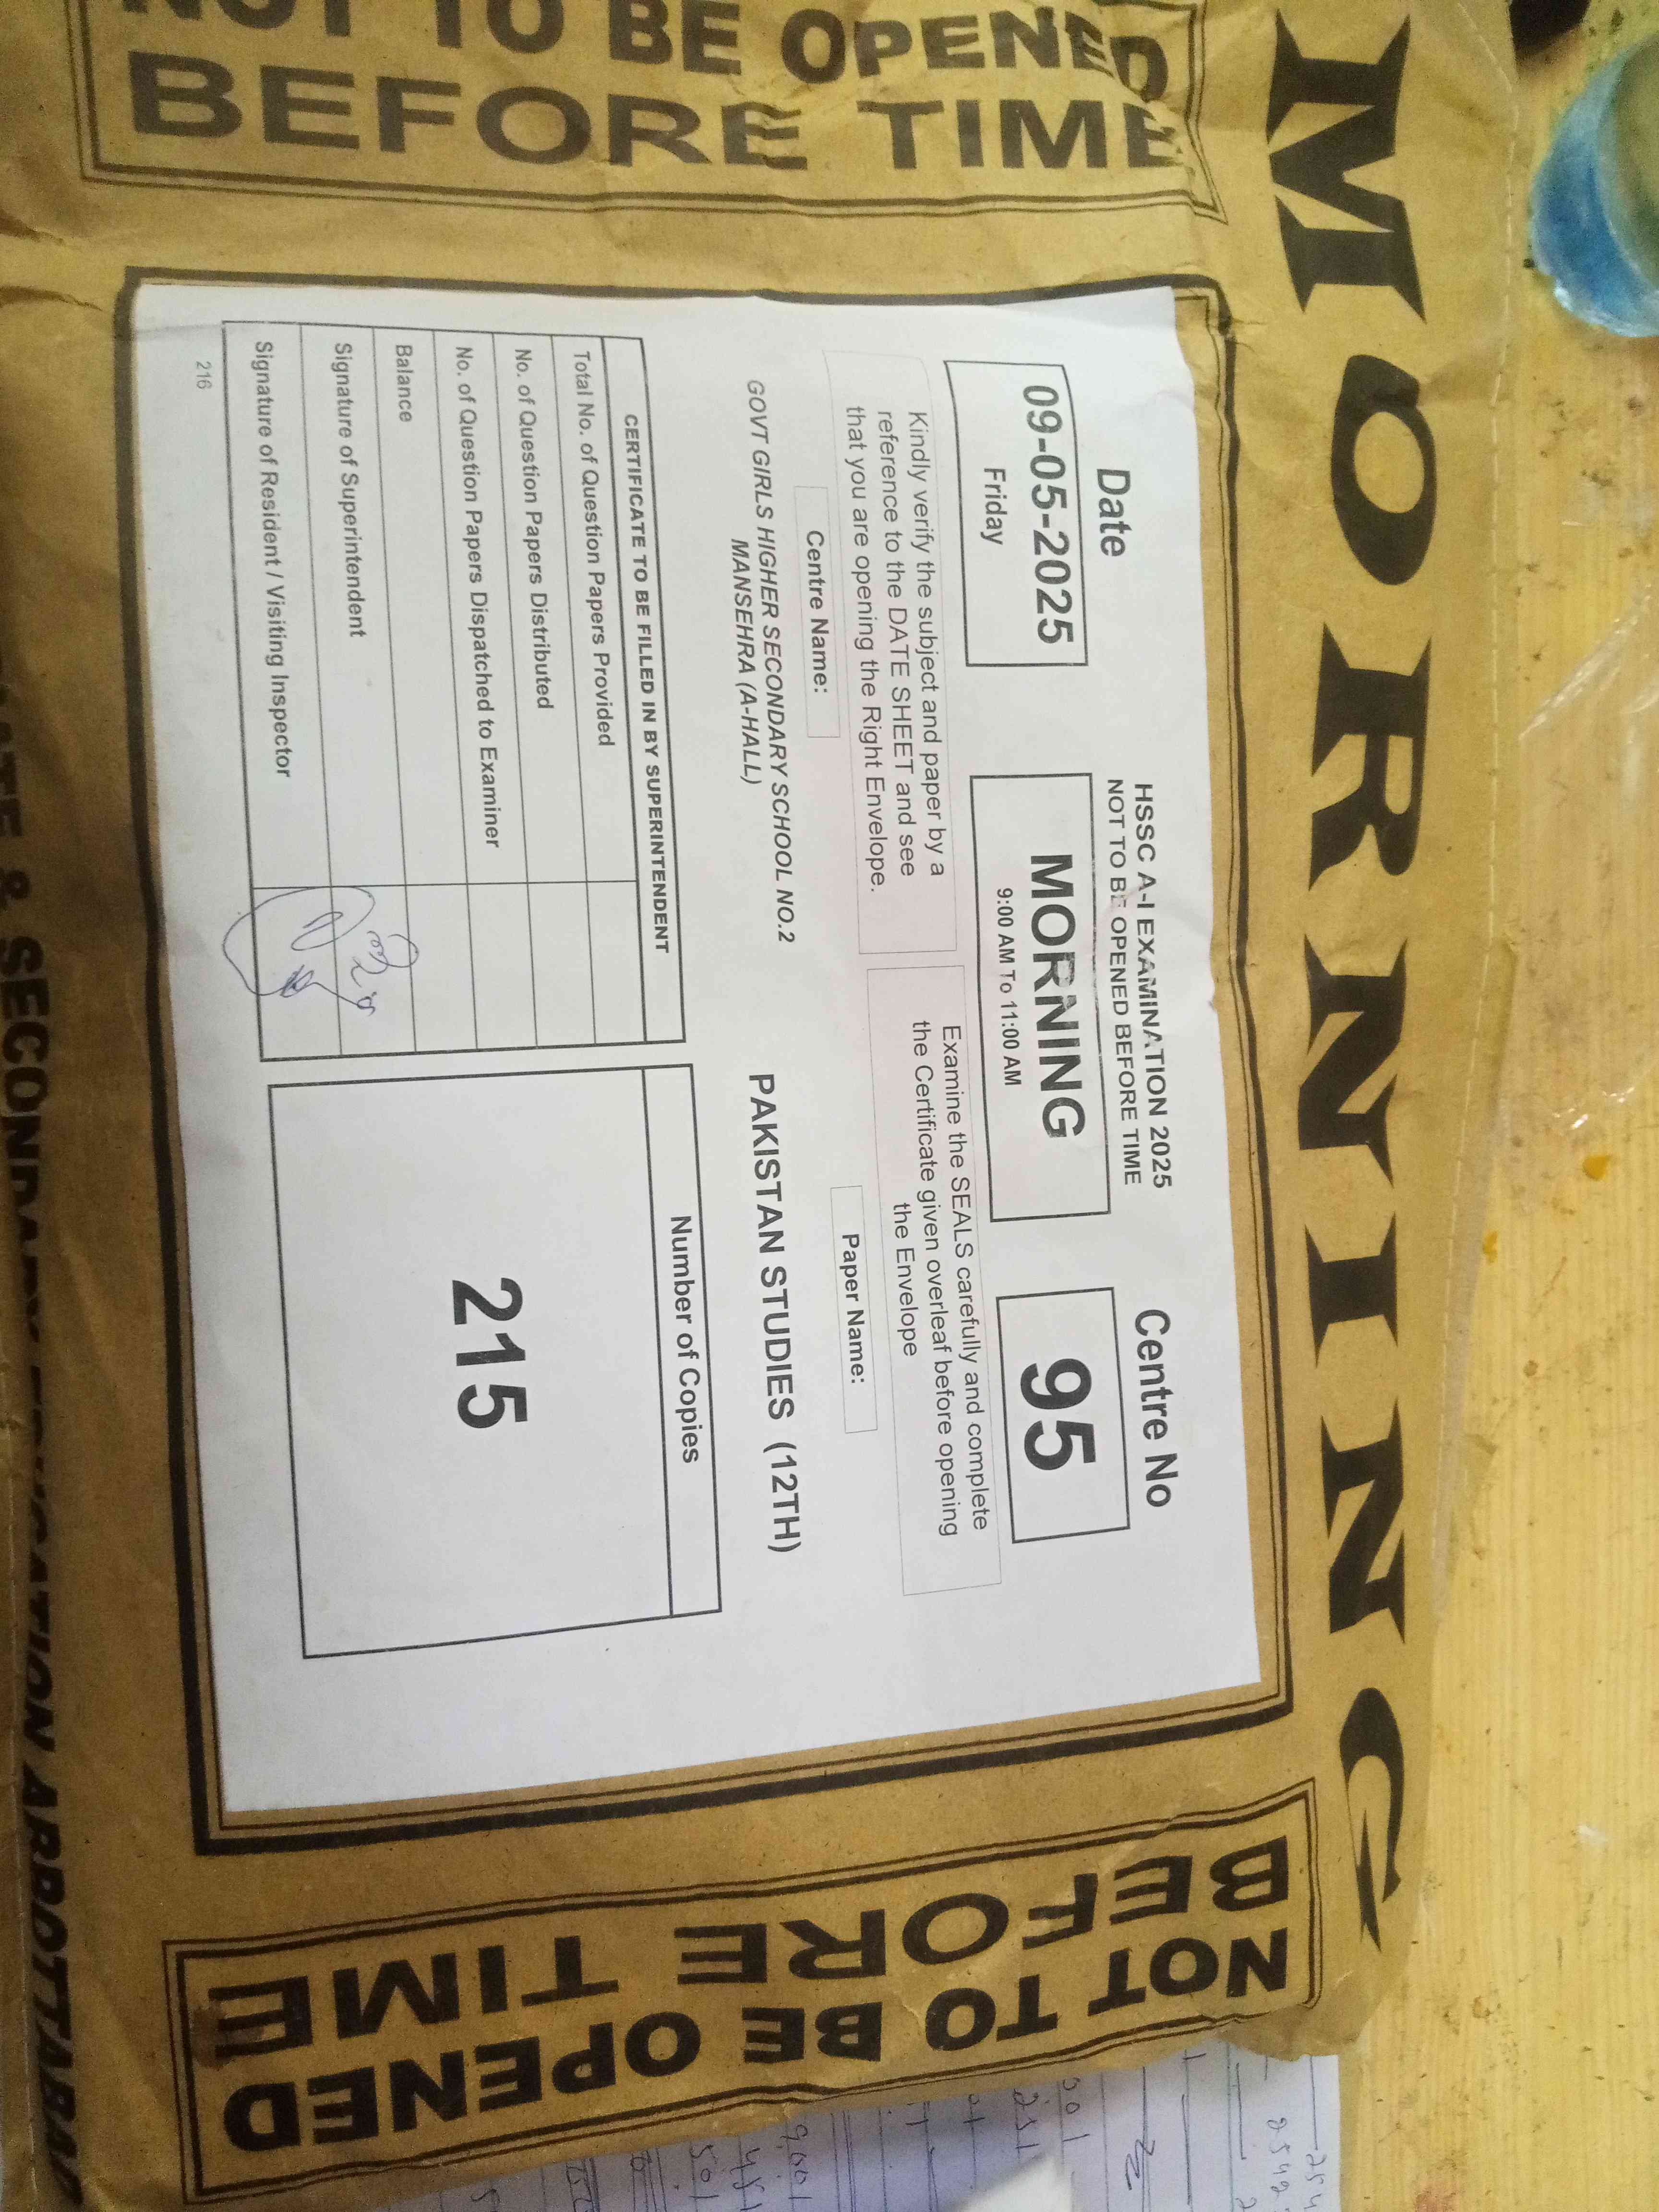 MORNING
NOT TO BE OPENED
BEFORE TIME
HSSC A-I EXAMINATION 2025
NOT TO BE OPENED BEFORE TIME
Date
Centre No
09-05-2025
Friday
MORNING
9:00 AM To 11:00 AM
95
Kindly verify the subject and paper by a
reference to the DATE SHEET and see
that you are opening the Right Envelope.
Examine the SEALS carefully and complete
the Certificate given overleaf before opening
the Envelope
Centre Name:
Paper Name:
GOVT GIRLS HIGHER SECONDARY SCHOOL NO.2
MANSEHRA (A-HALL)
PAKISTAN STUDIES (12TH)
CERTIFICATE TO BE FILLED IN BY SUPERINTENDENT
Total No. of Question Papers Provided
No. of Question Papers Distributed
No. of Question Papers Dispatched to Examiner
Balance
Signature of Superintendent
Signature of Resident / Visiting Inspector
Number of Copies
215
216
NOT TO BE OPENED
BEFORE TIME
& SECONDARY EDUCATION ABBOTTABAD